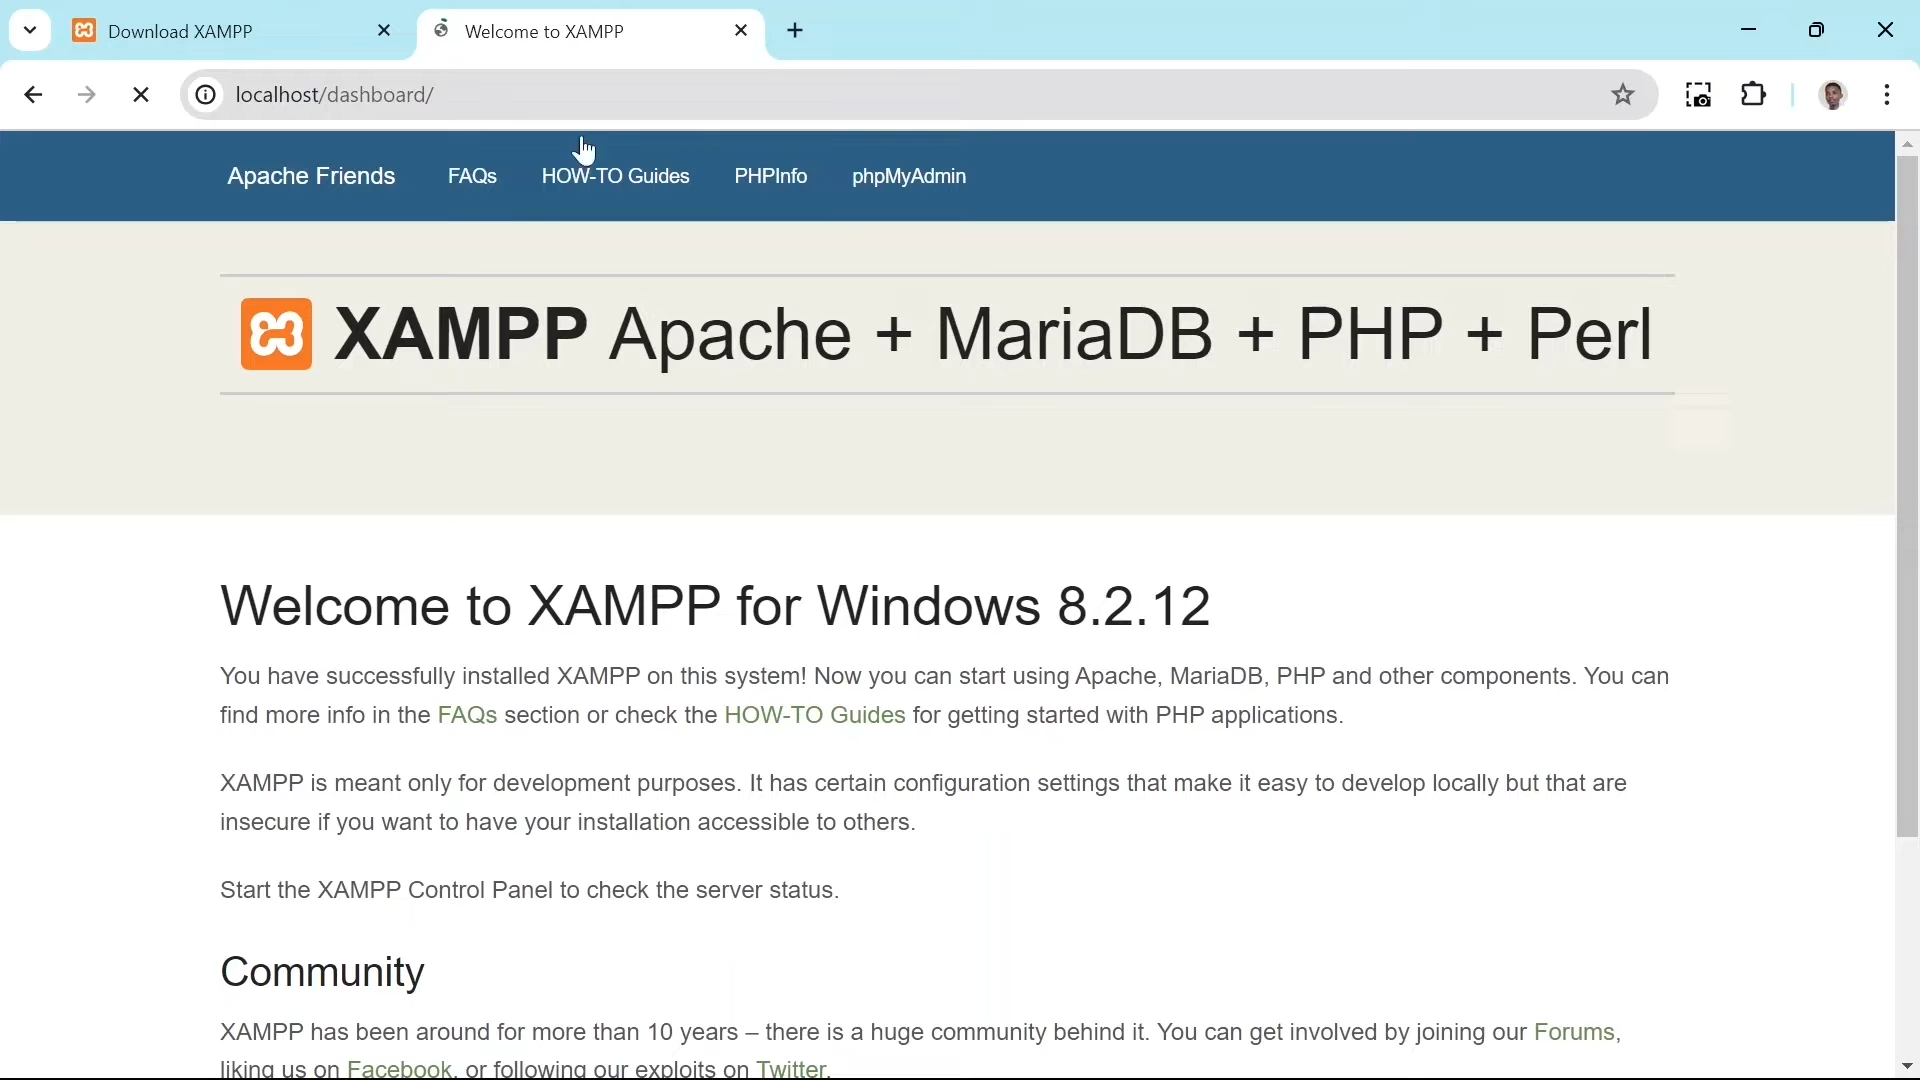 Download XAMPP
Welcome to XAMPP
localhost/dashboard/
Apache Friends FAQs HOW-TO Guides PHPInfo phpMyAdmin
XAMPP Apache + MariaDB + PHP + Perl
Welcome to XAMPP for Windows 8.2.12
You have successfully installed XAMPP on this system! Now you can start using Apache, MariaDB, PHP and other components. You can
find more info in the FAQs section or check the HOW-TO Guides for getting started with PHP applications.
XAMPP is meant only for development purposes. It has certain configuration settings that make it easy to develop locally but that are
insecure if you want to have your installation accessible to others.
Start the XAMPP Control Panel to check the server status.
Community
XAMPP has been around for more than 10 years – there is a huge community behind it. You can get involved by joining our Forums,
liking us on Facebook, or following our exploits on Twitter.